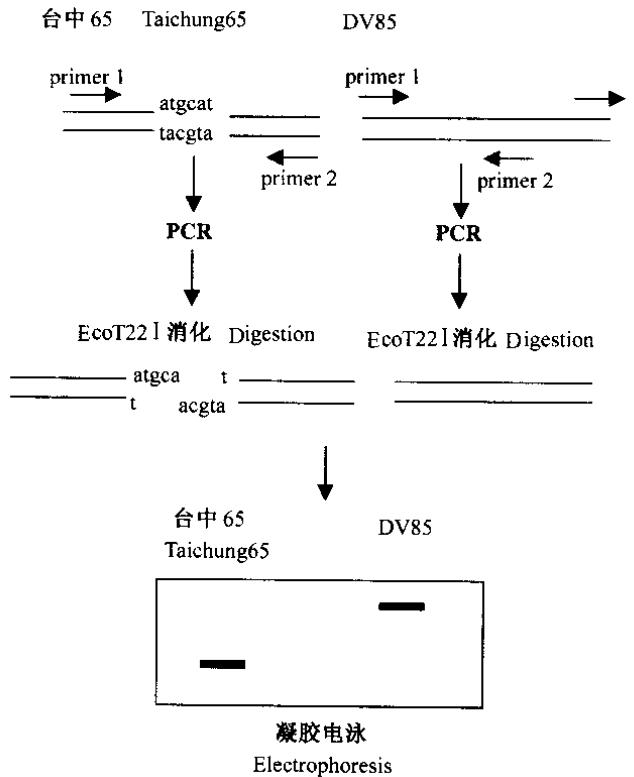 台中 65 Taichung65 DV85
primer 1 primer 1
atgcat
tacgta
primer 2 primer 2
PCR PCR
EcoT22 I 消化 Digestion EcoT22 I 消化 Digestion
atgca t
t acgta
台中 65 DV85
Taichung65
凝胶电泳
Electrophoresis